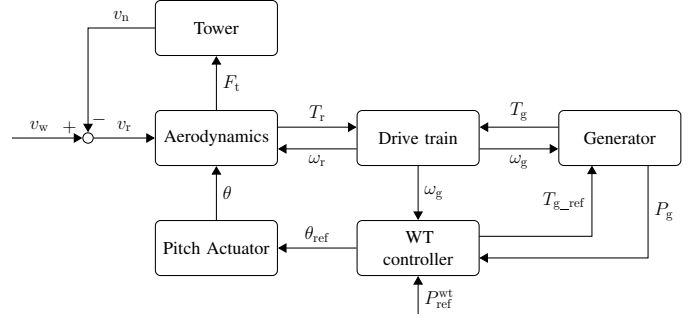 v_n
Tower
F_t
v_w
+
−
v_r
Aerodynamics
T_r
ω_r
Drive train
T_g
ω_g
Generator
θ
ω_g
T_g_ref
P_g
Pitch Actuator
θ_ref
WT
controller
P_ref^wt